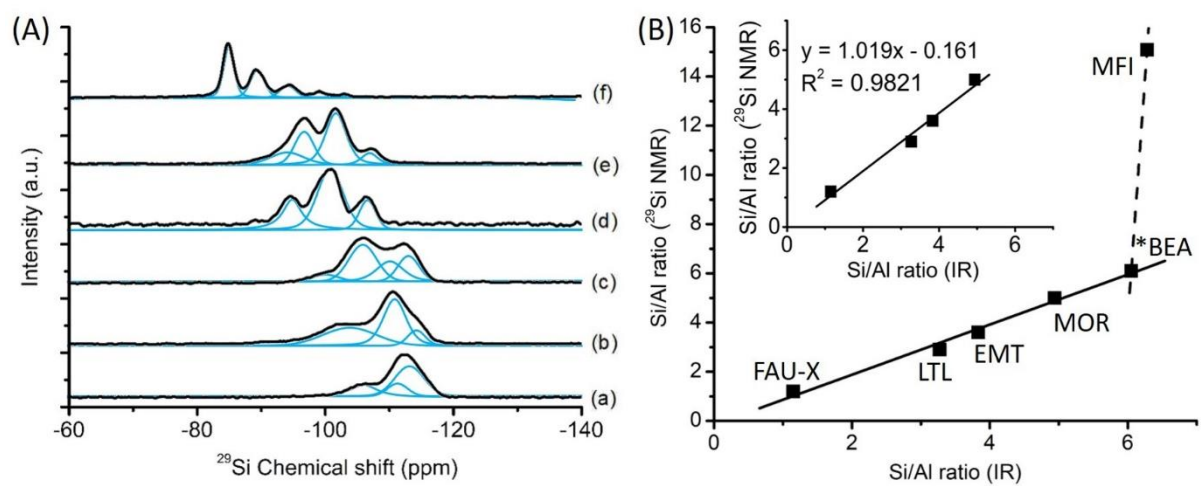 (A)
Intensity (a.u.)
(f)
(e)
(d)
(c)
(b)
(a)
-60 -80 -100 -120 -140
²⁹Si Chemical shift (ppm)
(B)
Si/Al ratio (²⁹Si NMR)
16
14
12
10
8
6
4
2
0
0 2 4 6
Si/Al ratio (IR)
MFI
*BEA
MOR
EMT
LTL
FAU-X
Si/Al ratio (²⁹Si NMR)
6
4
2
0
y = 1.019x - 0.161
R² = 0.9821
0 2 4 6
Si/Al ratio (IR)